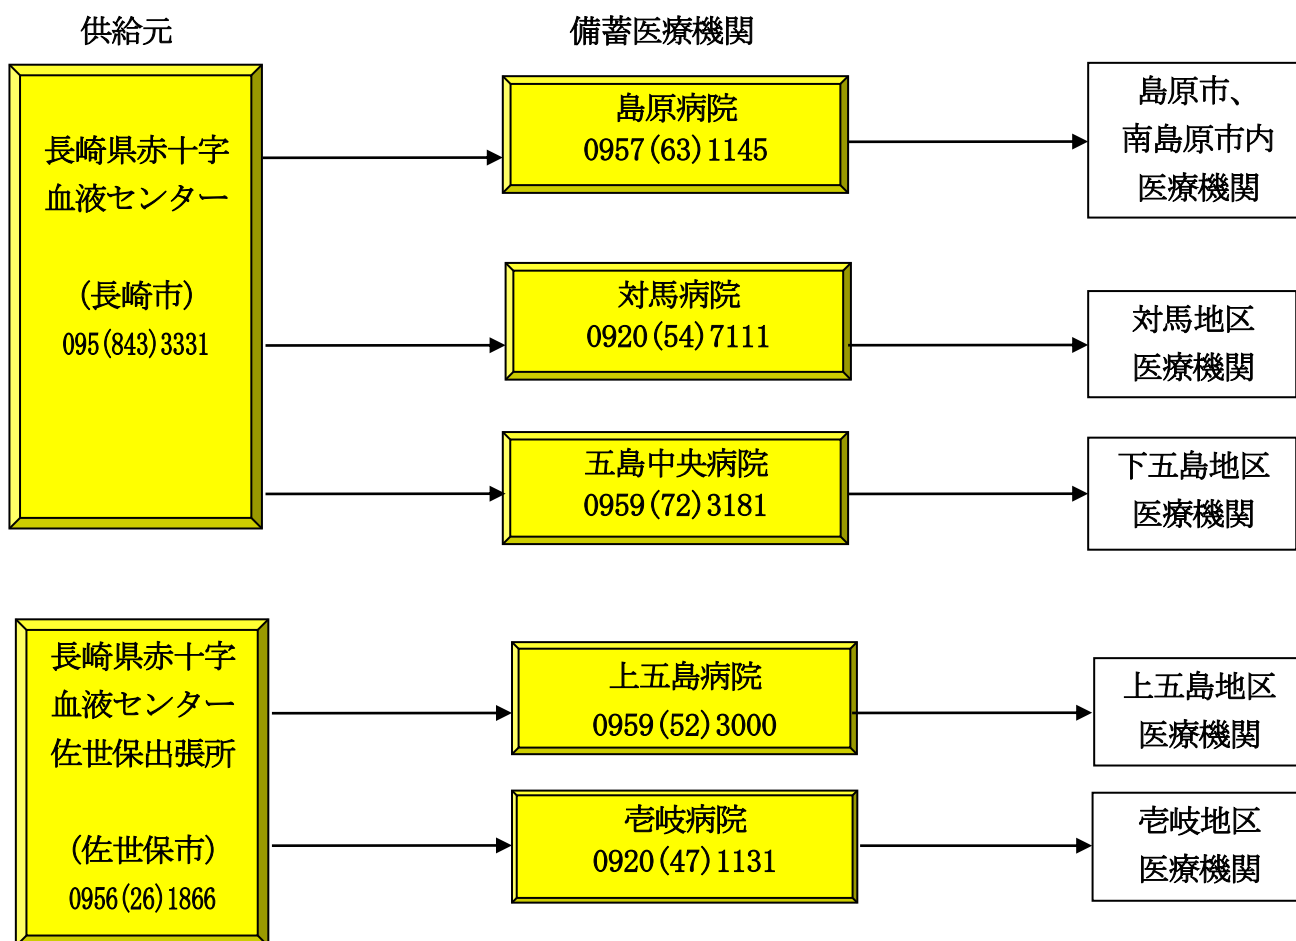 供給元
備蓄医療機関
長崎県赤十字
血液センター
(長崎市)
095(843)3331
島原病院
0957(63)1145
島原市、
南島原市内
医療機関
対馬病院
0920(54)7111
対馬地区
医療機関
五島中央病院
0959(72)3181
下五島地区
医療機関
長崎県赤十字
血液センター
佐世保出張所
(佐世保市)
0956(26)1866
上五島病院
0959(52)3000
上五島地区
医療機関
壱岐病院
0920(47)1131
壱岐地区
医療機関